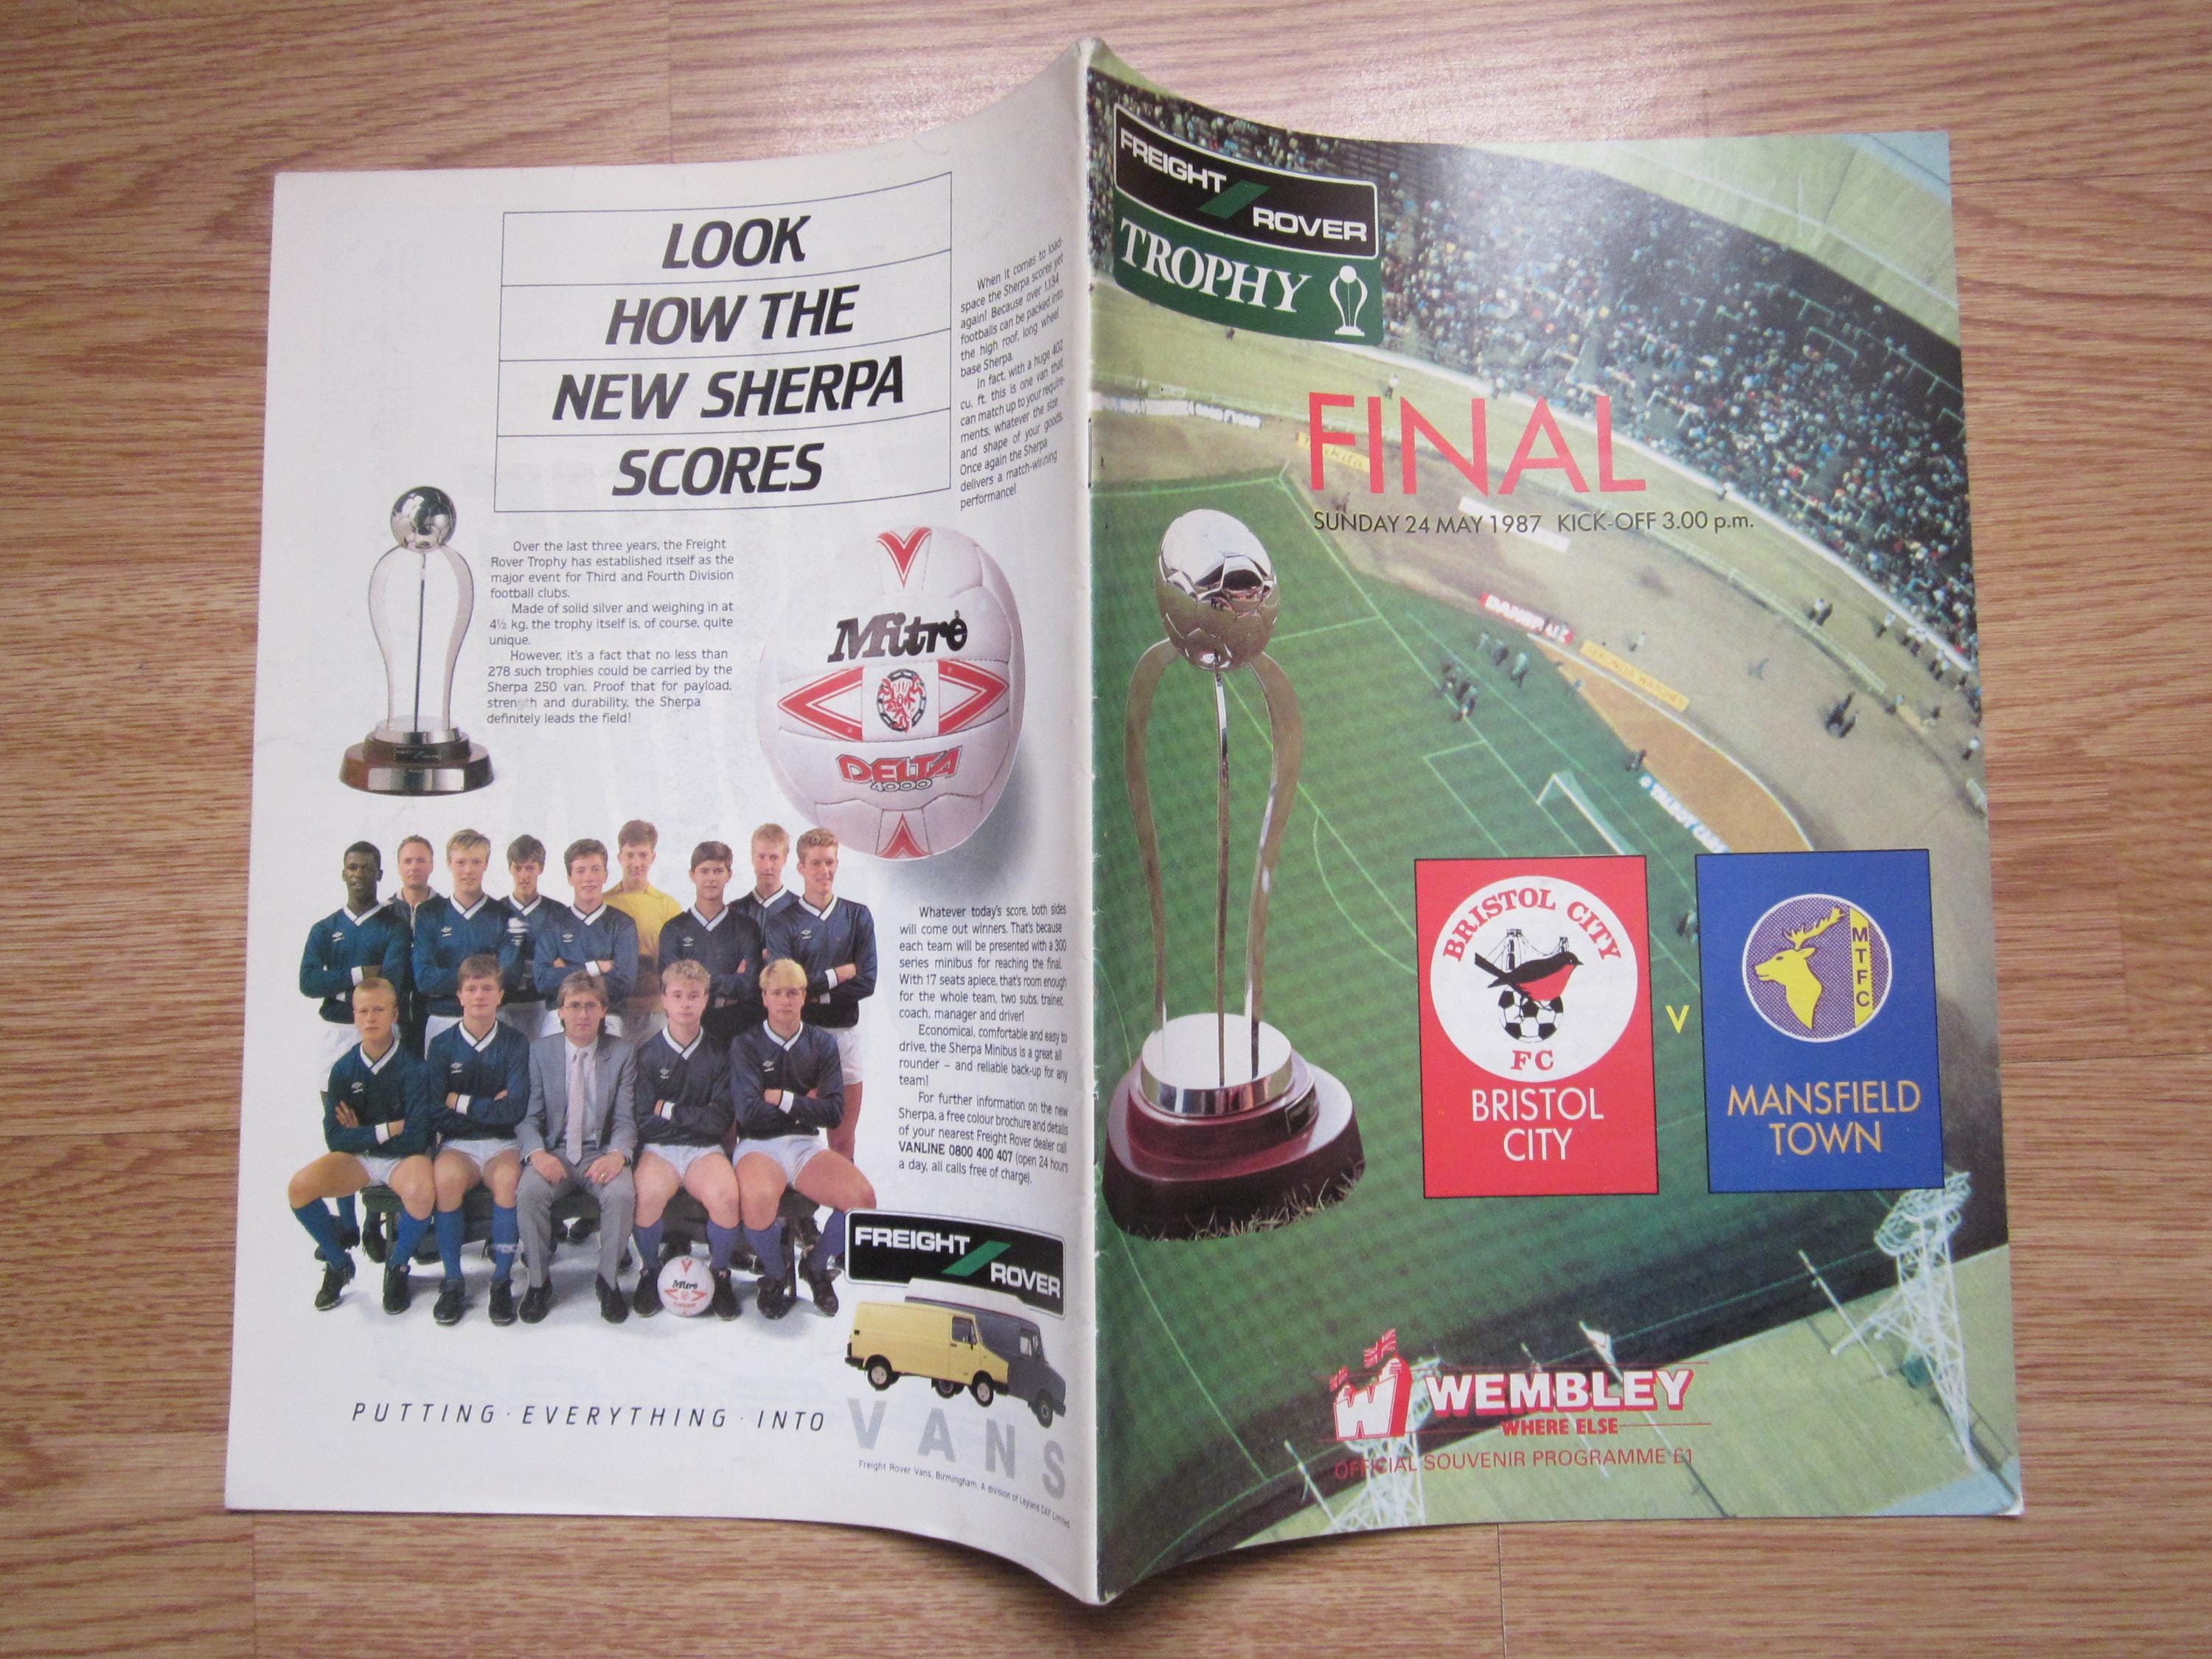 LOOK
HOW THE
NEW SHERPA
SCORES
When it comes to load-
space the Sherpa scores yet
again! Because over 1,134
footballs can be packed into
the high roof, long wheel
base Sherpa.
In fact, with a huge 400
cu. ft. this is one van that
can match up to your require-
ments, whatever the size
and shape of your goods.
Once again the Sherpa
delivers a match-winning
performance!
Over the last three years, the Freight
Rover Trophy has established itself as the
major event for Third and Fourth Division
football clubs.
Made of solid silver and weighing in at
4½ kg, the trophy itself is, of course, quite
unique.
However, it's a fact that no less than
278 such trophies could be carried by the
Sherpa 250 van. Proof that for payload,
stren th and durability, the Sherpa
definitely leads the field!
Mitre
DELTA
4000
Whatever today's score, both sides
will come out winners. That's because
each team will be presented with a 300
series minibus for reaching the final.
With 17 seats apiece, that's room enough
for the whole team, two subs, trainer,
coach, manager and driver!
Economical, comfortable and easy to
drive, the Sherpa Minibus is a great all
rounder – and reliable back-up for any
team!
For further information on the new
Sherpa, a free colour brochure and details
of your nearest Freight Rover dealer call
VANLINE 0800 400 407 (open 24 hours
a day, all calls free of charge).
Mitre
FREIGHT ROVER
PUTTING · EVERYTHING · INTO
VANS
Freight Rover Vans, Birmingham. A division of Leyland DAF Limited.
FREIGHT ROVER
TROPHY
FINAL
SUNDAY 24 MAY 1987 KICK-OFF 3.00 p.m.
BRISTOL CITY
FC
BRISTOL
CITY
V
MTFC
MANSFIELD
TOWN
WEMBLEY
WHERE ELSE
OFFICIAL SOUVENIR PROGRAMME £1